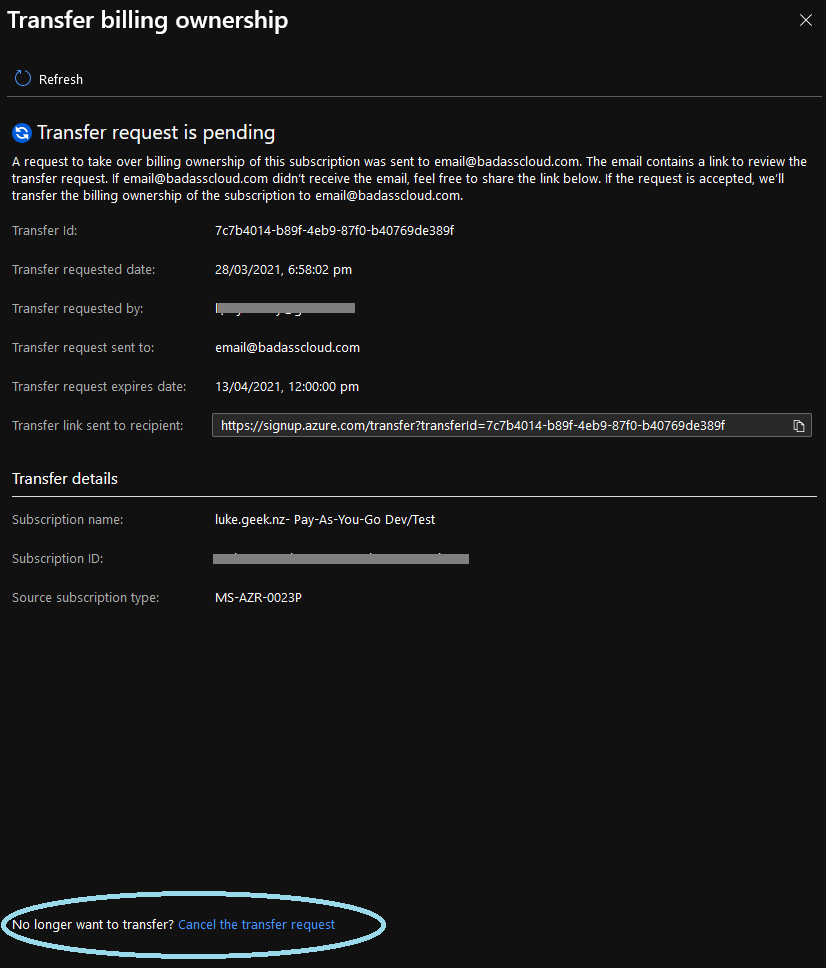 Transfer billing ownership
Refresh
Transfer request is pending
A request to take over billing ownership of this subscription was sent to email@badasscloud.com. The email contains a link to review the
transfer request. If email@badasscloud.com didn't receive the email, feel free to share the link below. If the request is accepted, we'll
transfer the billing ownership of the subscription to email@badasscloud.com.
Transfer Id: 7c7b4014-b89f-4eb9-87f0-b40769de389f
Transfer requested date: 28/03/2021, 6:58:02 pm
Transfer requested by:
Transfer request sent to: email@badasscloud.com
Transfer request expires date: 13/04/2021, 12:00:00 pm
Transfer link sent to recipient: https://signup.azure.com/transfer?transferId=7c7b4014-b89f-4eb9-87f0-b40769de389f
Transfer details
Subscription name: luke.geek.nz- Pay-As-You-Go Dev/Test
Subscription ID:
Source subscription type: MS-AZR-0023P
No longer want to transfer? Cancel the transfer request